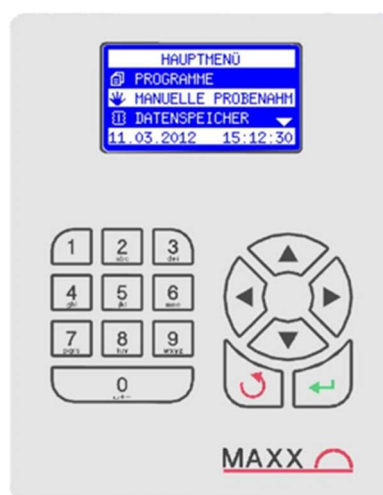 HAUPTMENÜ
PROGRAMME
MANUELLE PROBENAHM
DATENSPEICHER
11.03.2012 15:12:30
1 2 3
abc def
4 5 6
ghi jkl mno
7 8 9
pqrs tuv wxyz
0
MAXX